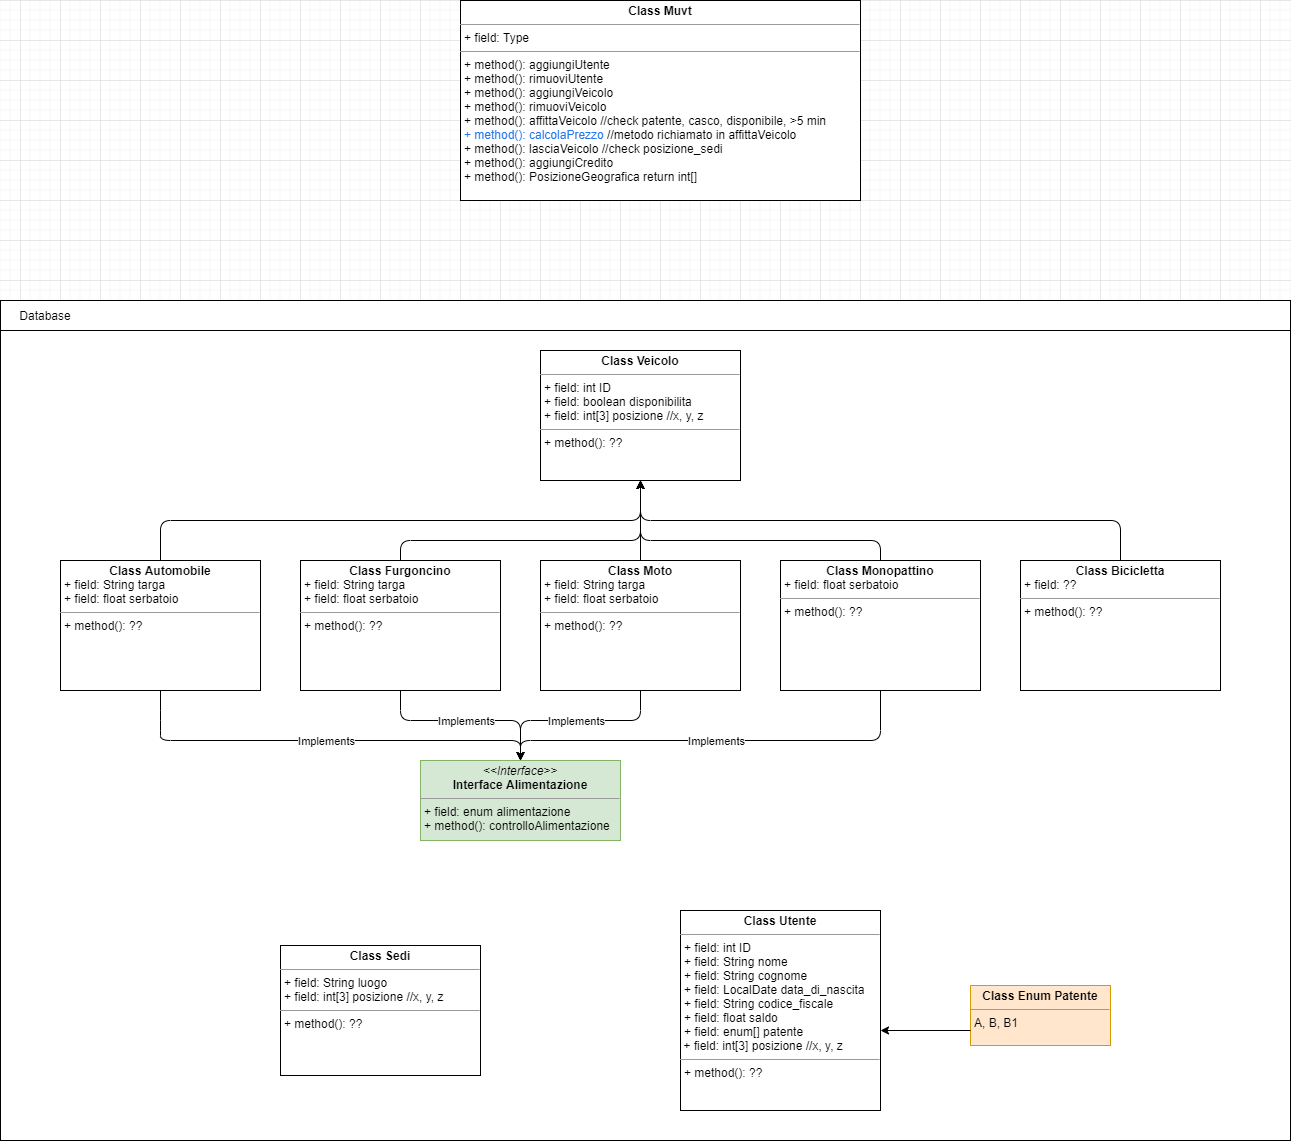 Class Muvt
+ field: Type
+ method(): aggiungiUtente
+ method(): rimuoviUtente
+ method(): aggiungiVeicolo
+ method(): rimuoviVeicolo
+ method(): affittaVeicolo //check patente, casco, disponibile, >5 min
+ method(): calcolaPrezzo //metodo richiamato in affittaVeicolo
+ method(): lasciaVeicolo //check posizione_sedi
+ method(): aggiungiCredito
+ method(): PosizioneGeografica return int[]
Database
Class Veicolo
+ field: int ID
+ field: boolean disponibilita
+ field: int[3] posizione //x, y, z
+ method(): ??
Class Automobile
+ field: String targa
+ field: float serbatoio
+ method(): ??
Class Furgoncino
+ field: String targa
+ field: float serbatoio
+ method(): ??
Class Moto
+ field: String targa
+ field: float serbatoio
+ method(): ??
Class Monopattino
+ field: float serbatoio
+ method(): ??
Class Bicicletta
+ field: ??
+ method(): ??
Implements
Implements
Implements
Implements
<<Interface>>
Interface Alimentazione
+ field: enum alimentazione
+ method(): controlloAlimentazione
Class Sedi
+ field: String luogo
+ field: int[3] posizione //x, y, z
+ method(): ??
Class Utente
+ field: int ID
+ field: String nome
+ field: String cognome
+ field: LocalDate data_di_nascita
+ field: String codice_fiscale
+ field: float saldo
+ field: enum[] patente
+ field: int[3] posizione //x, y, z
+ method(): ??
Class Enum Patente
A, B, B1